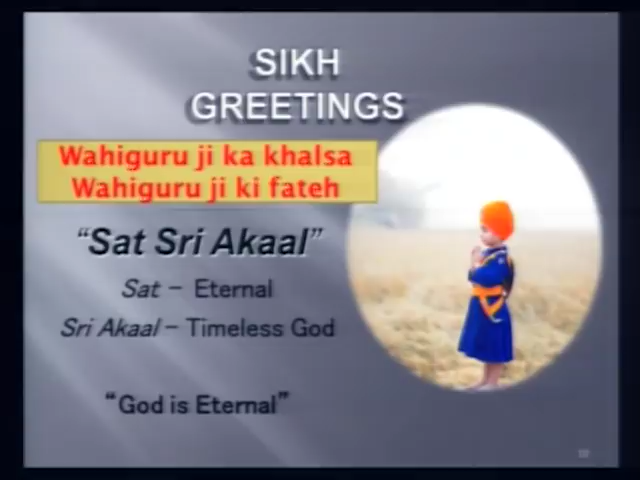 SIKH
GREETINGS
Wahiguru ji ka khalsa
Wahiguru ji ki fateh
“Sat Sri Akaal”
Sat – Eternal
Sri Akaal – Timeless God
“God is Eternal”